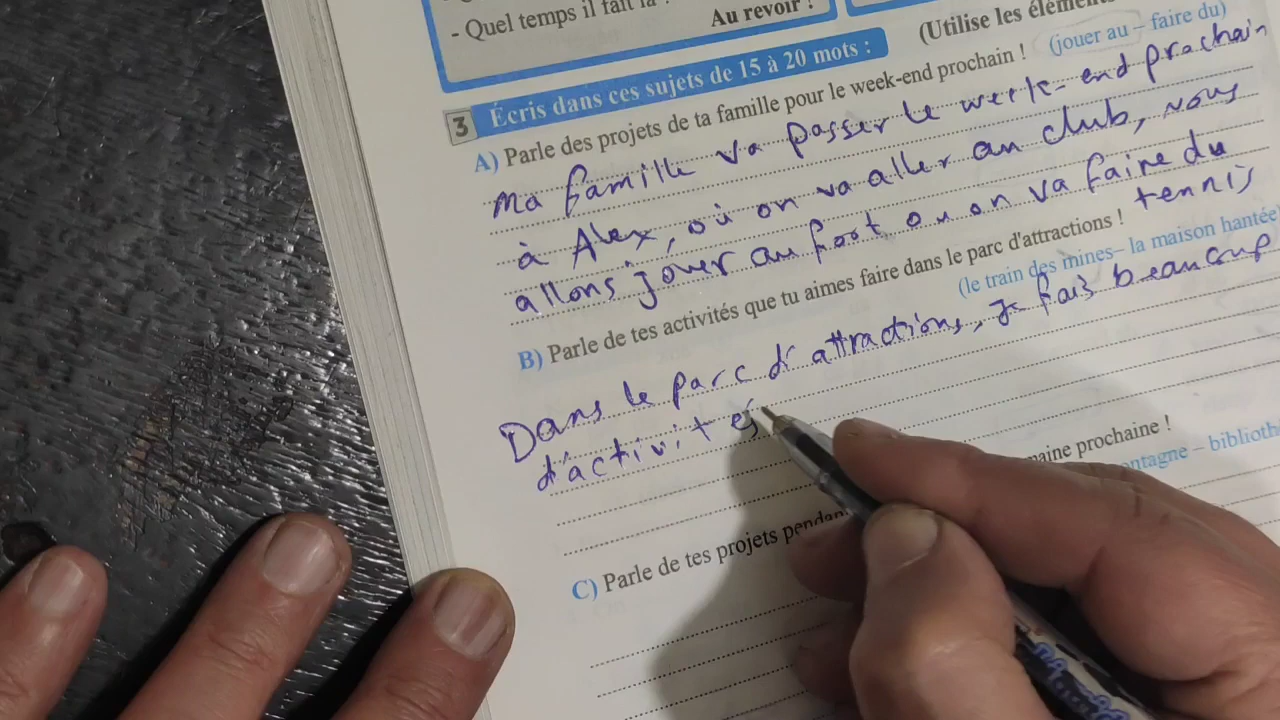 - Quel temps il fait là ?
Au revoir !
(Utilise les éléments
3 Écris dans ces sujets de 15 à 20 mots :
A) Parle des projets de ta famille pour le week-end prochain !
(jouer au – faire du)
Ma famille va passer le week-end prochain
à Alex, où on va aller au club, nous
allons jouer au foot ou on va faire du
tennis
B) Parle de tes activités que tu aimes faire dans le parc d'attractions !
(le train des mines– la maison hantée
Dans le parc d'attractions, je fais beaucoup
d'activités
maine prochaine !
ontagne – biblioth
C) Parle de tes projets pendant